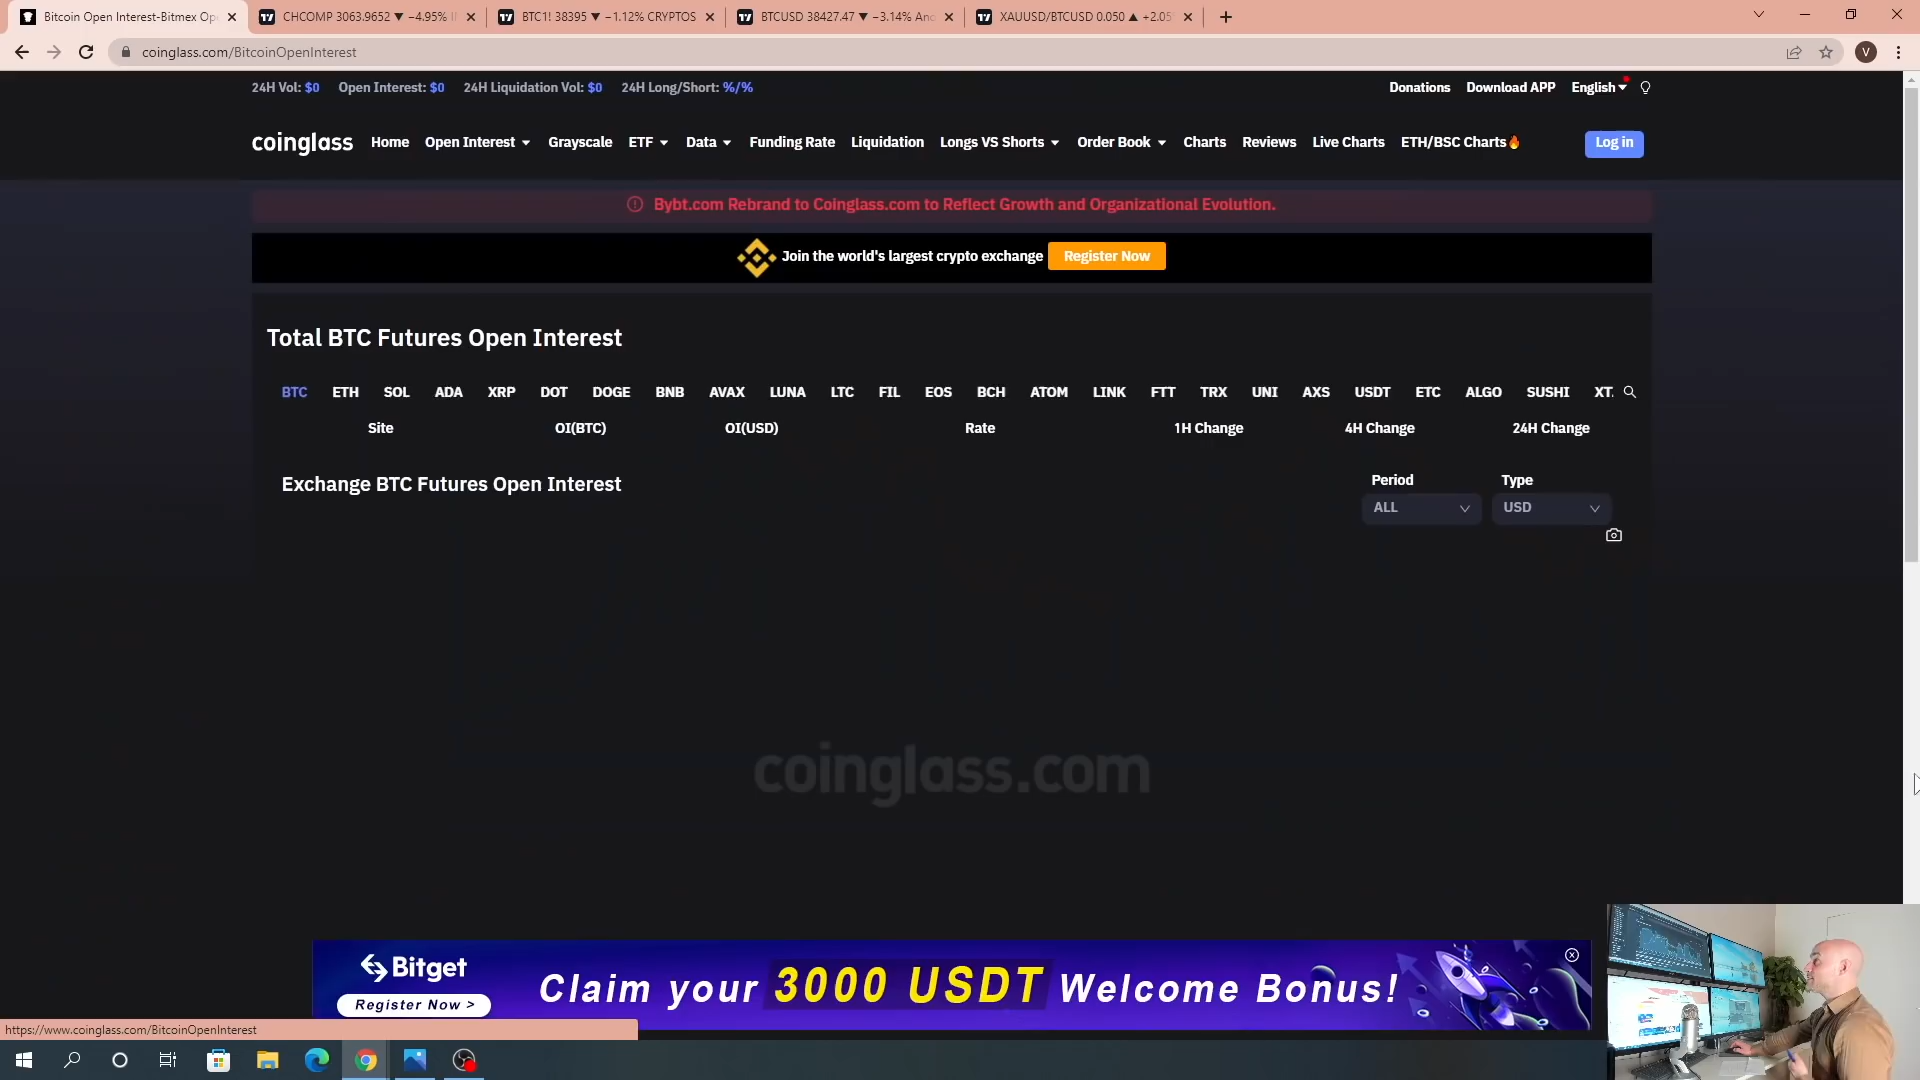 Bitcoin Open Interest-Bitmex Ope
CHCOMP 3063.9652 ▼ −4.95%
BTC1! 38395 ▼ −1.12% CRYPTOS
BTCUSD 38427.47 ▼ −3.14%
XAUUSD/BTCUSD 0.050 ▲ +2.05
coinglass.com/BitcoinOpenInterest
V
24H Vol: $0 Open Interest: $0 24H Liquidation Vol: $0 24H Long/Short: %/%
Donations Download APP English
coinglass Home Open Interest Grayscale ETF Data Funding Rate Liquidation Longs VS Shorts Order Book Charts Reviews Live Charts ETH/BSC Charts🔥 Log in
Bybt.com Rebrand to Coinglass.com to Reflect Growth and Organizational Evolution.
Join the world's largest crypto exchange Register Now
Total BTC Futures Open Interest
BTC ETH SOL ADA XRP DOT DOGE BNB AVAX LUNA LTC FIL EOS BCH ATOM LINK FTT TRX UNI AXS USDT ETC ALGO SUSHI XT
Site OI(BTC) OI(USD) Rate 1H Change 4H Change 24H Change
Exchange BTC Futures Open Interest
Period Type
ALL USD
coinglass.com
Bitget
Register Now >
Claim your 3000 USDT Welcome Bonus!
https://www.coinglass.com/BitcoinOpenInterest